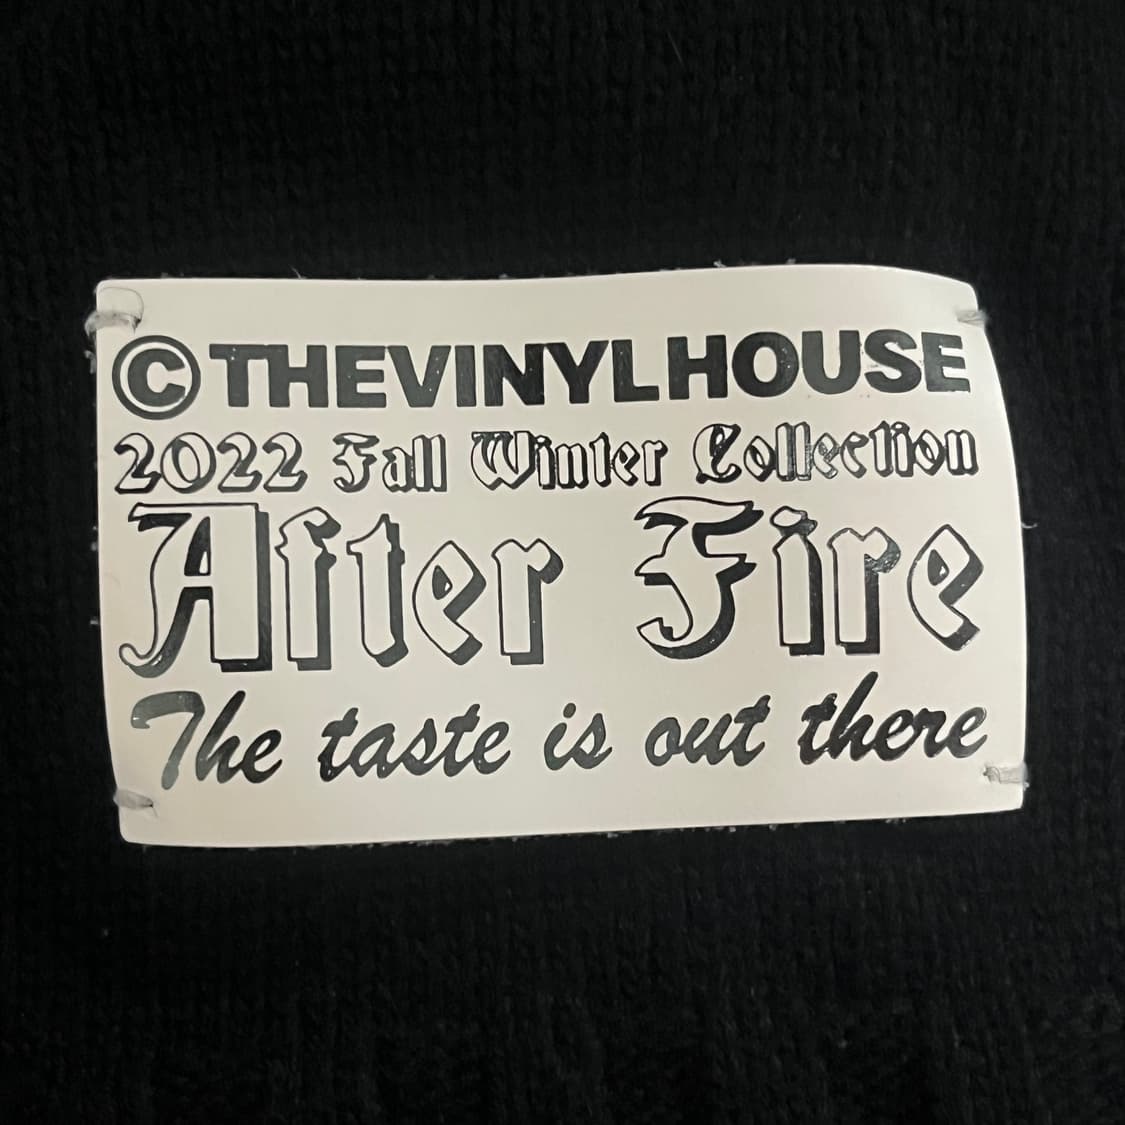 ©THEVINYLHOUSE
2022 Fall Winter Collection
After Fire
The taste is out there